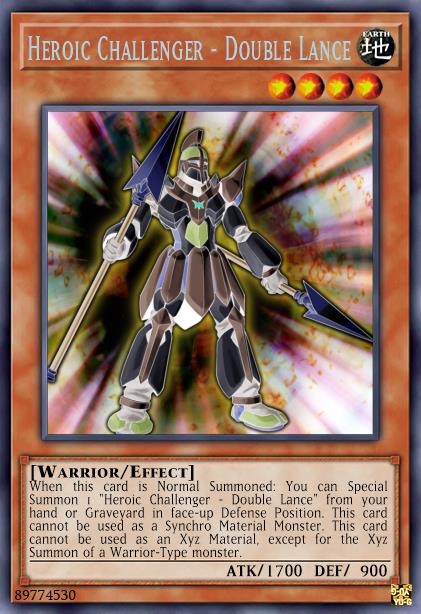 Heroic Challenger - Double Lance
EARTH
地
[Warrior/Effect]
When this card is Normal Summoned: You can Special
Summon 1 "Heroic Challenger - Double Lance" from your
hand or Graveyard in face-up Defense Position. This card
cannot be used as a Synchro Material Monster. This card
cannot be used as an Xyz Material, except for the Xyz
Summon of a Warrior-Type monster.
ATK/1700 DEF/ 900
89774530